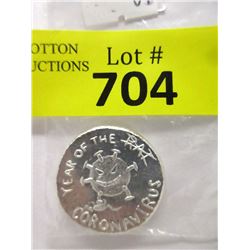 OTTON
UCTIONS
Lot #
704
YEAR OF THE RAT
CORONAVIRUS